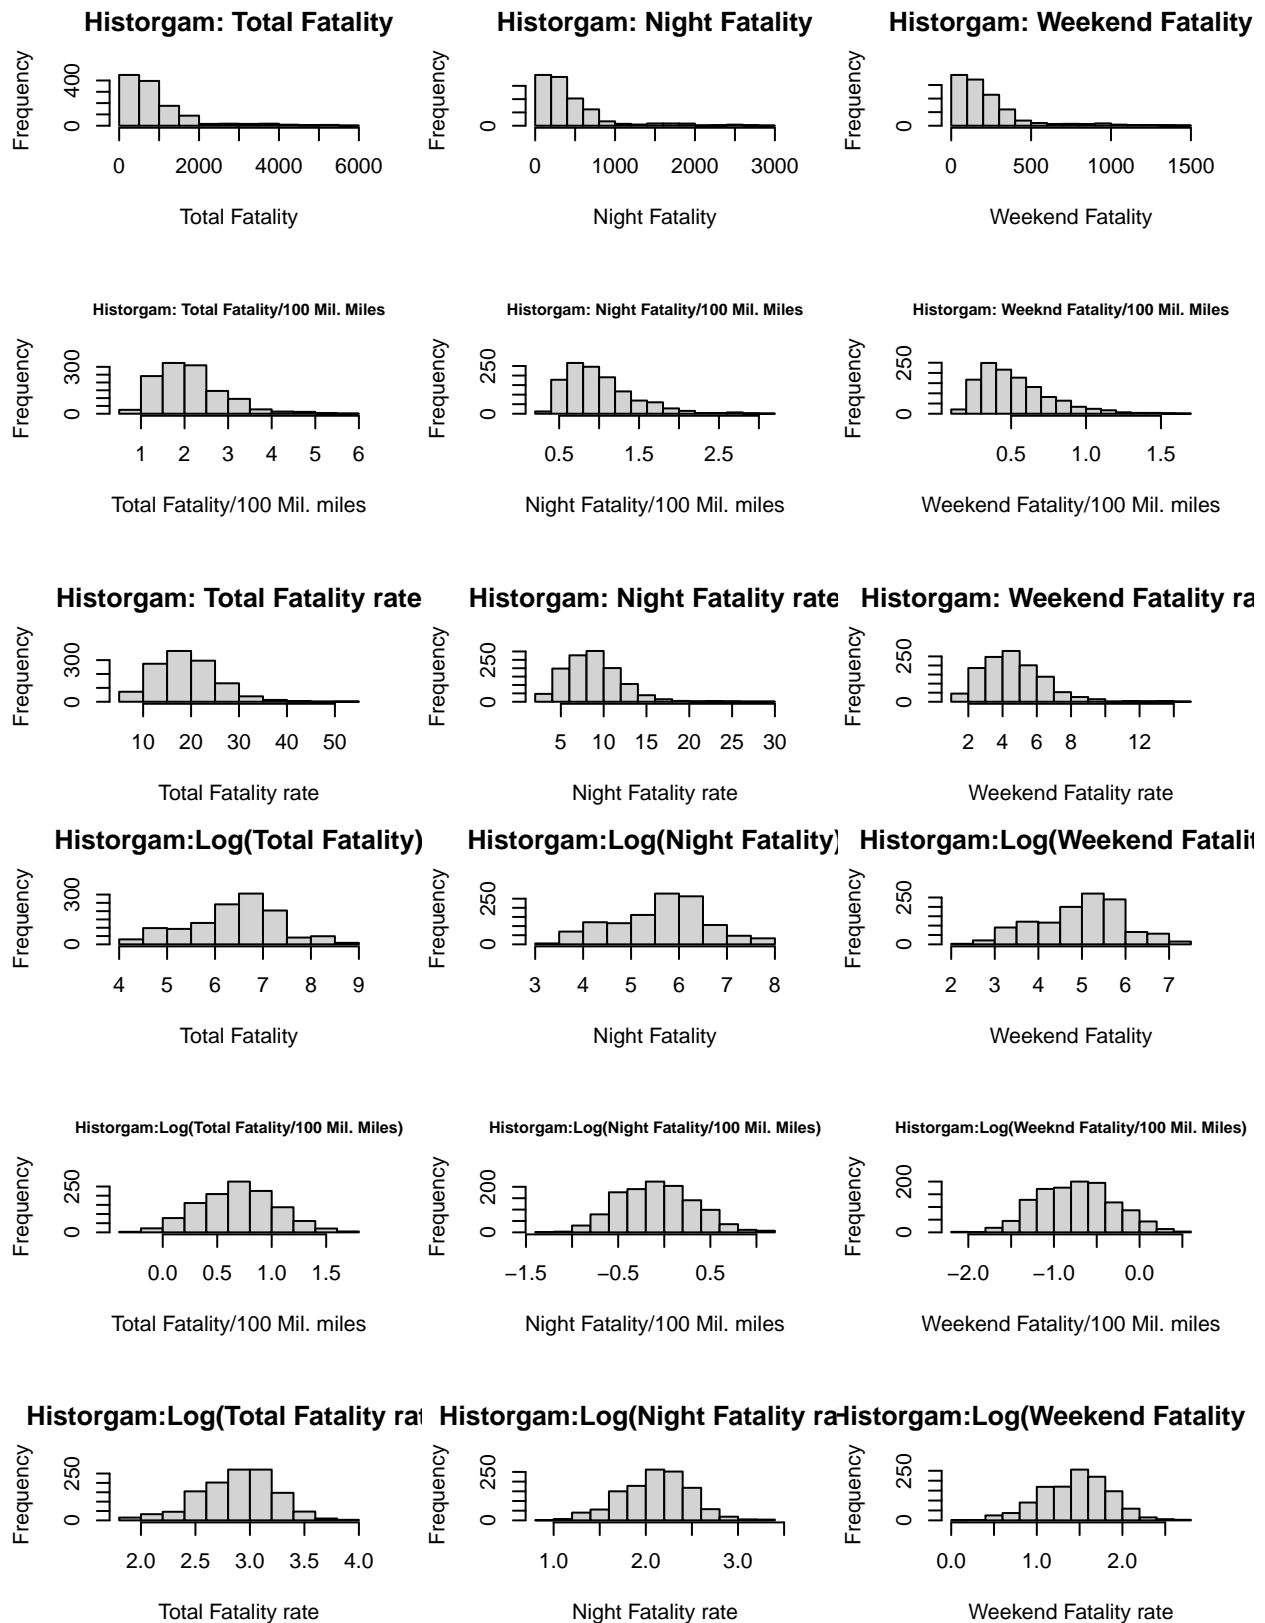 Historgam: Total Fatality
Frequency
0 400
0 2000 4000 6000
Total Fatality
Historgam: Night Fatality
Frequency
0
0 1000 2000 3000
Night Fatality
Historgam: Weekend Fatality
Frequency
0
0 500 1000 1500
Weekend Fatality
Historgam: Total Fatality/100 Mil. Miles
Frequency
0 300
1 2 3 4 5 6
Total Fatality/100 Mil. miles
Historgam: Night Fatality/100 Mil. Miles
Frequency
0 250
0.5 1.5 2.5
Night Fatality/100 Mil. miles
Historgam: Weeknd Fatality/100 Mil. Miles
Frequency
0 250
0.5 1.0 1.5
Weekend Fatality/100 Mil. miles
Historgam: Total Fatality rate
Frequency
0 300
10 20 30 40 50
Total Fatality rate
Historgam: Night Fatality rate
Frequency
0 250
5 10 15 20 25 30
Night Fatality rate
Historgam: Weekend Fatality ra
Frequency
0 250
2 4 6 8 12
Weekend Fatality rate
Historgam:Log(Total Fatality)
Frequency
0 300
4 5 6 7 8 9
Total Fatality
Historgam:Log(Night Fatality)
Frequency
0 250
3 4 5 6 7 8
Night Fatality
Historgam:Log(Weekend Fatalit
Frequency
0 250
2 3 4 5 6 7
Weekend Fatality
Historgam:Log(Total Fatality/100 Mil. Miles)
Frequency
0 250
0.0 0.5 1.0 1.5
Total Fatality/100 Mil. miles
Historgam:Log(Night Fatality/100 Mil. Miles)
Frequency
0 200
−1.5 −0.5 0.5
Night Fatality/100 Mil. miles
Historgam:Log(Weeknd Fatality/100 Mil. Miles)
Frequency
0 200
−2.0 −1.0 0.0
Weekend Fatality/100 Mil. miles
Historgam:Log(Total Fatality rat
Frequency
0 250
2.0 2.5 3.0 3.5 4.0
Total Fatality rate
Historgam:Log(Night Fatality ra
Frequency
0 250
1.0 2.0 3.0
Night Fatality rate
Historgam:Log(Weekend Fatality
Frequency
0 250
0.0 1.0 2.0
Weekend Fatality rate